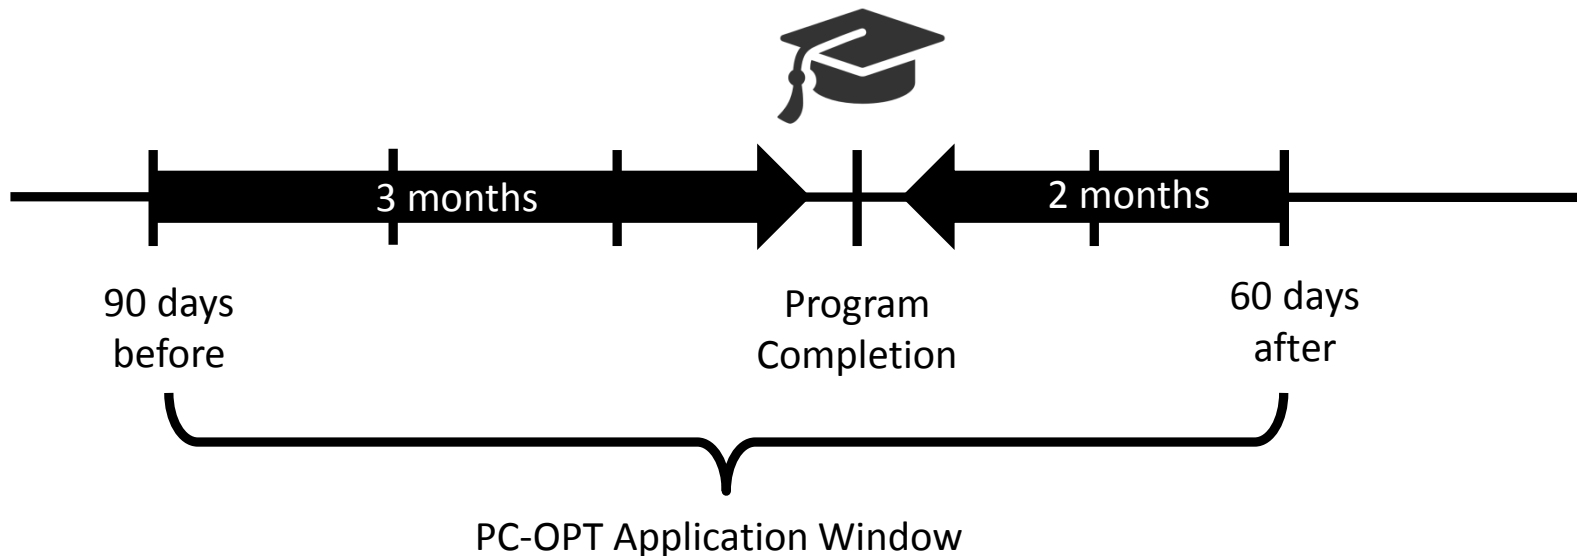 3 months
2 months
90 days
before
Program
Completion
60 days
after
PC-OPT Application Window